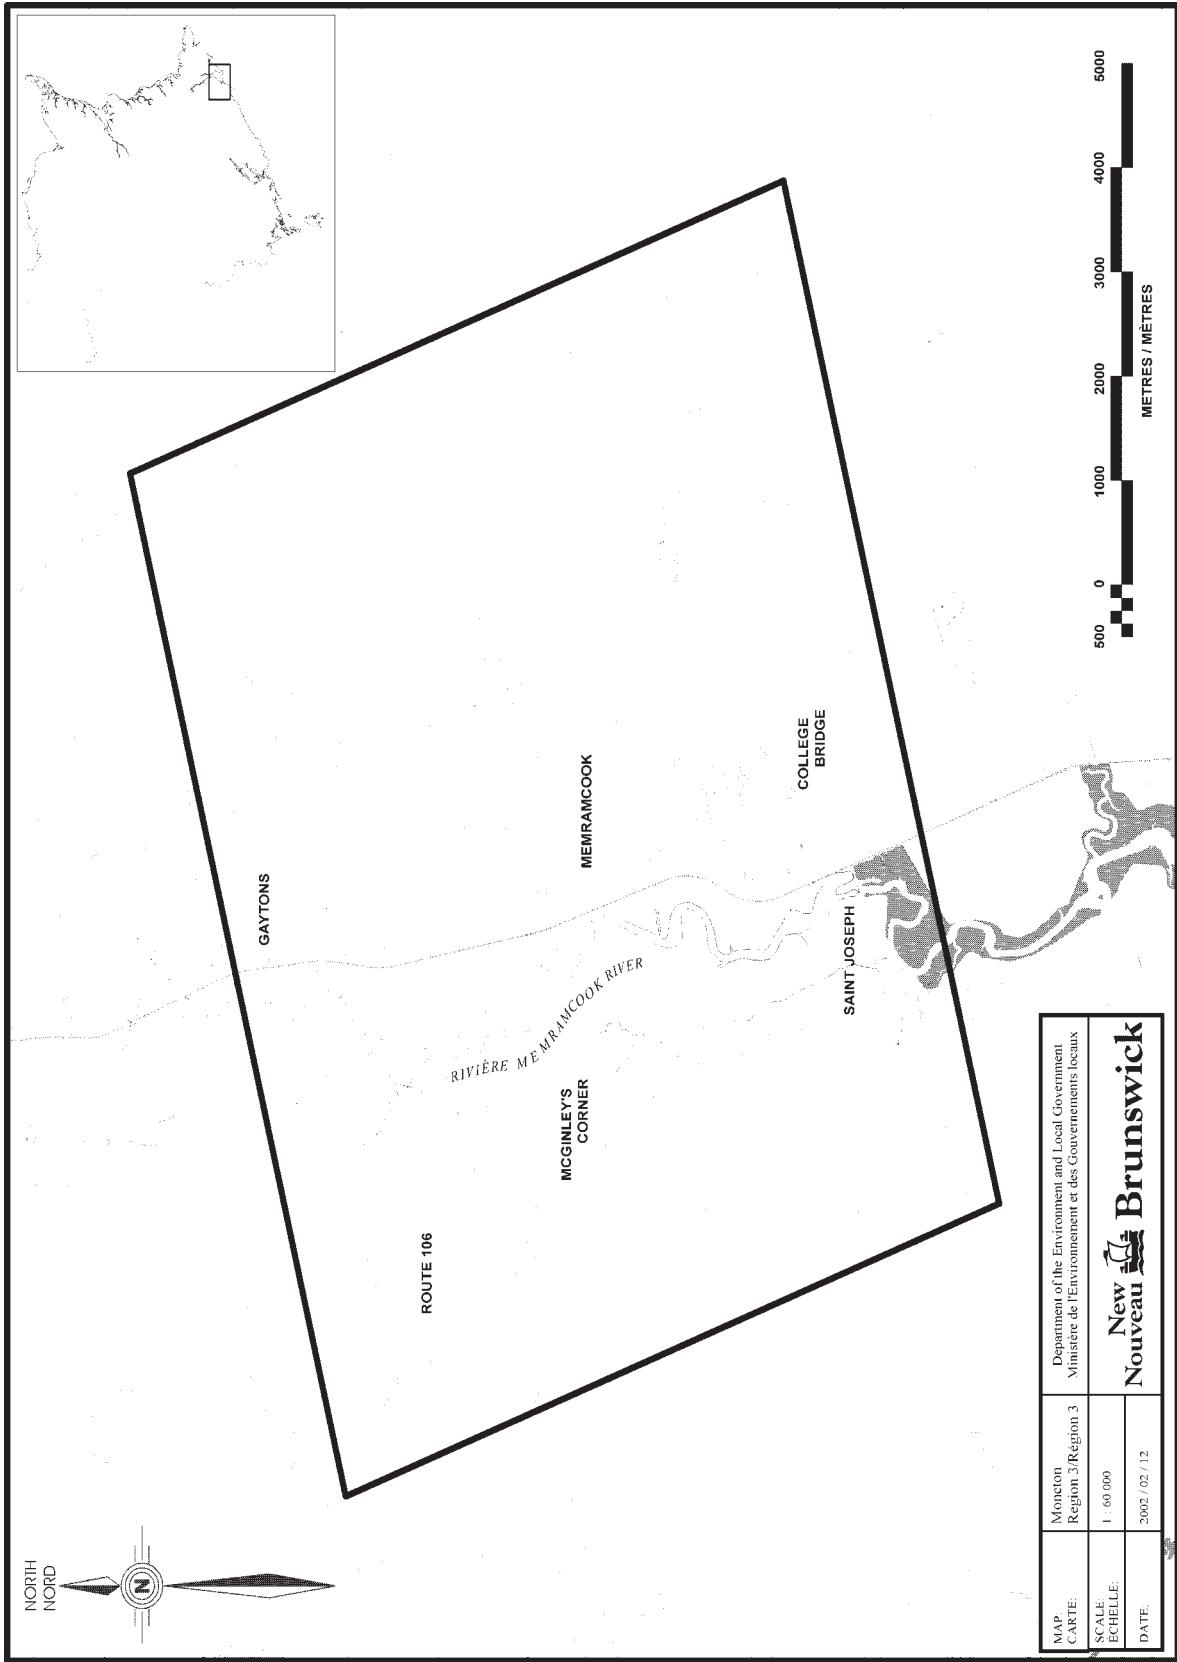 NORTH
NORD
N
GAYTONS
ROUTE 106
MCGINLEY'S
CORNER
MEMRAMCOOK
RIVIÈRE MEMRAMCOOK RIVER
SAINT JOSEPH
COLLEGE
BRIDGE
MAP:
CARTE:
Moncton
Region 3/Région 3
Department of the Environment and Local Government
Ministère de l'Environnement et des Gouvernements locaux
SCALE:
ÉCHELLE:
1 : 60 000
New
Nouveau Brunswick
DATE:
2002 / 02 / 12
500 0 1000 2000 3000 4000 5000
METRES / MÈTRES